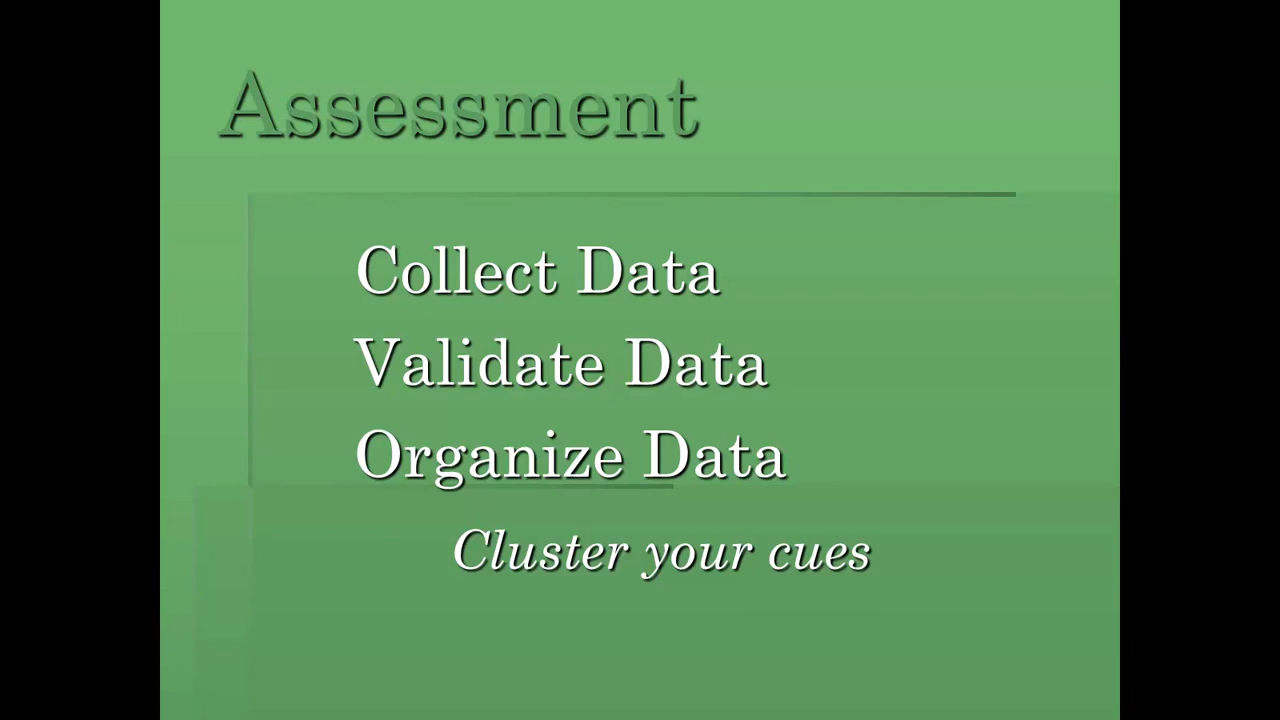 Assessment
Collect Data
Validate Data
Organize Data
Cluster your cues